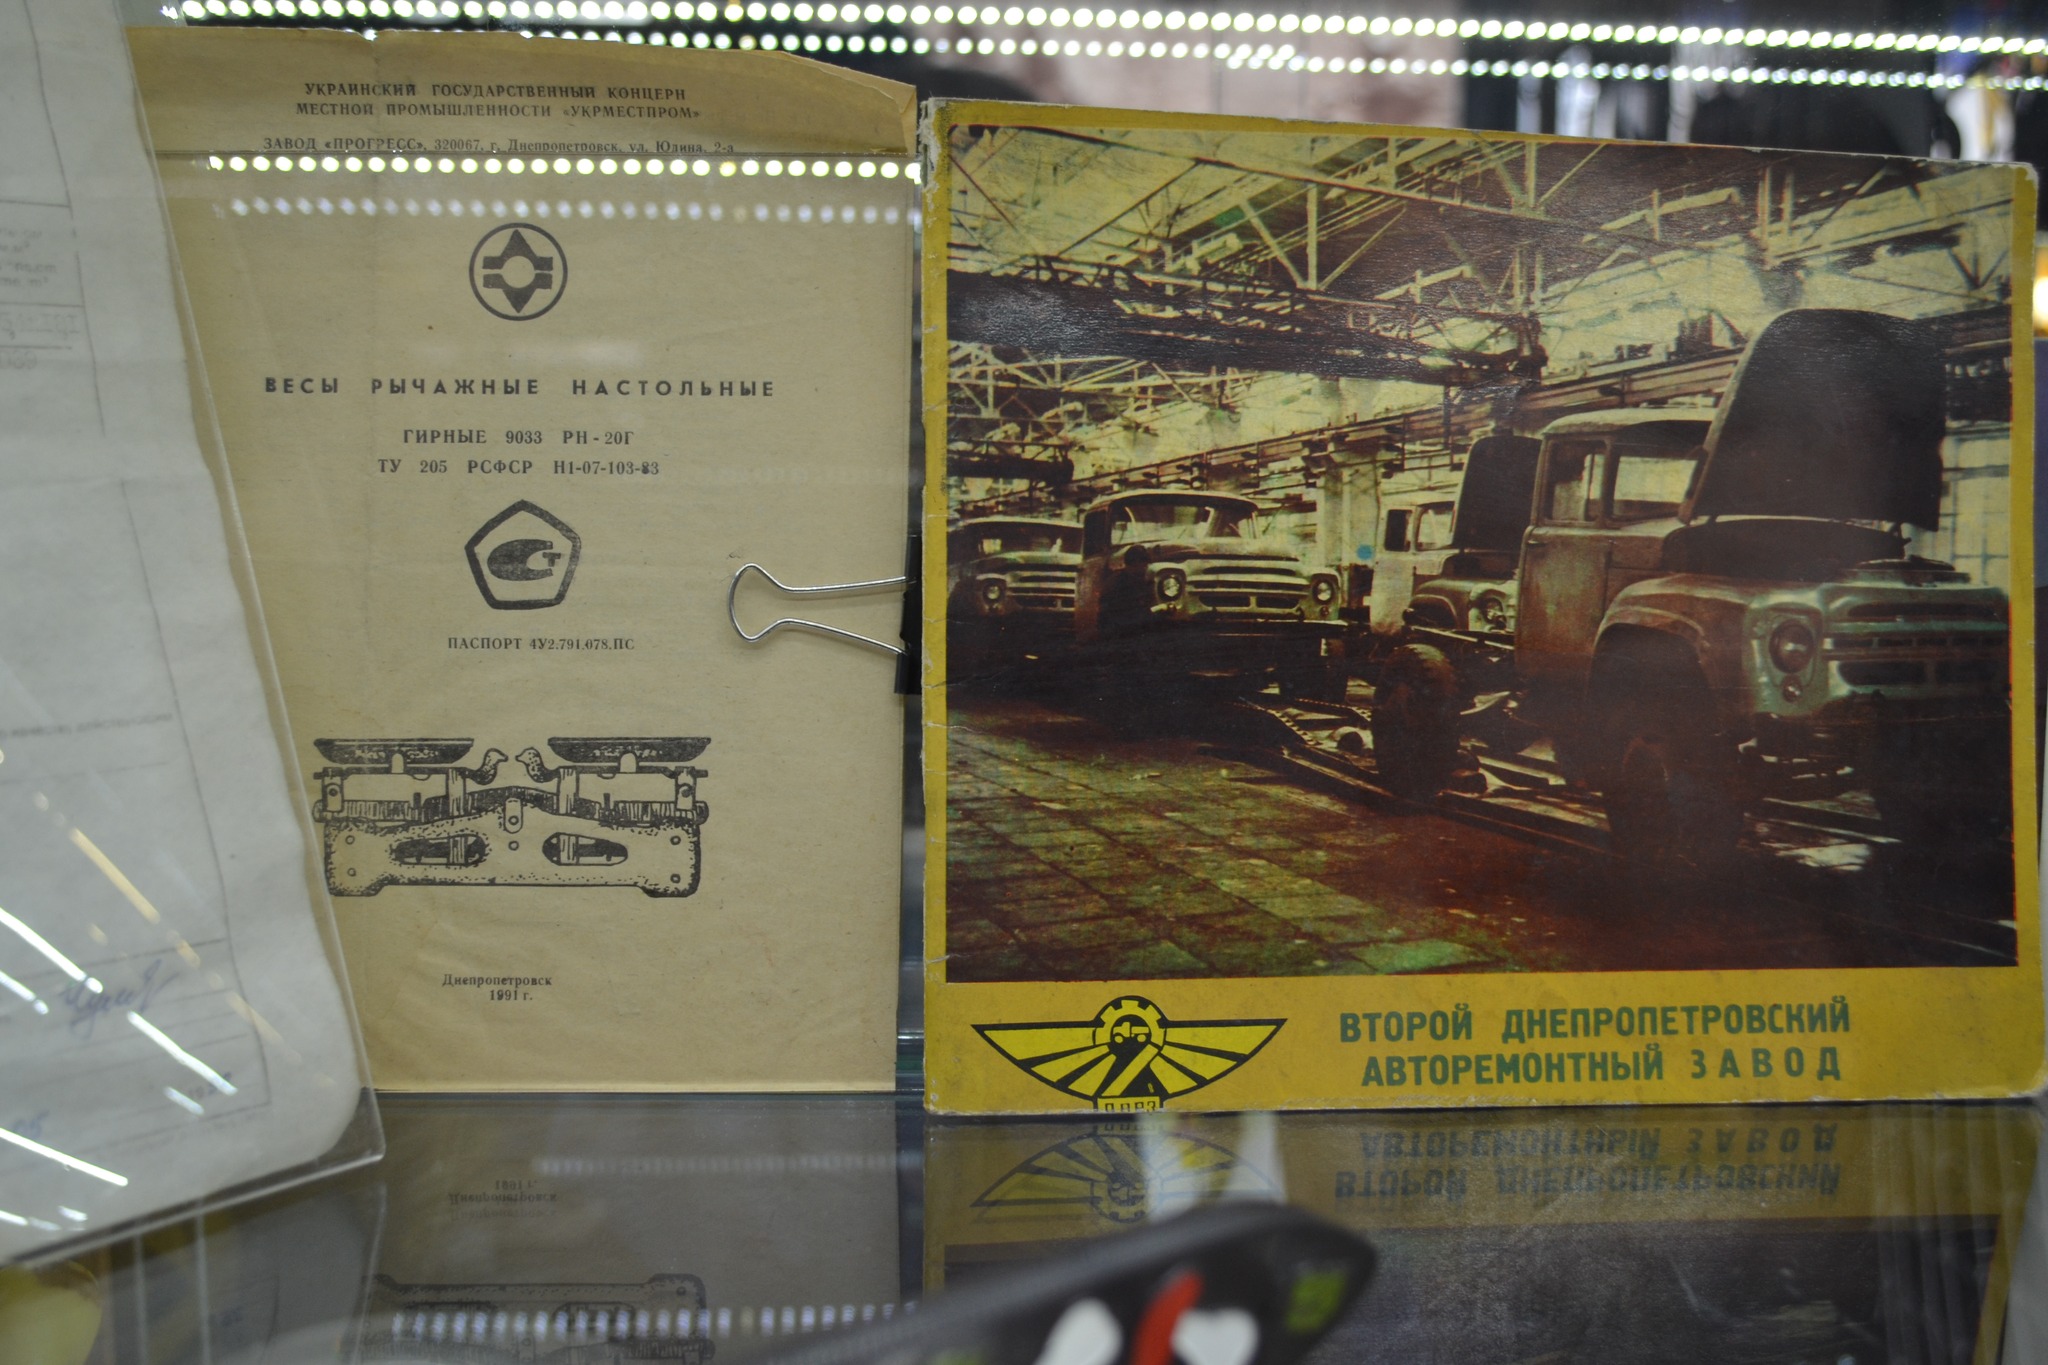 УКРАИНСКИЙ ГОСУДАРСТВЕННЫЙ КОНЦЕРН
МЕСТНОЙ ПРОМЫШЛЕННОСТИ «УКРМЕСТПРОМ»
ЗАВОД «ПРОГРЕСС», 320067, г. Днепропетровск, ул. Юдина, 2-а
ВЕСЫ РЫЧАЖНЫЕ НАСТОЛЬНЫЕ
ГИРНЫЕ 9033 РН-20Г
ТУ 205 РСФСР Н1-07-103-83
ПАСПОРТ 4У2.791.078.ПС
Днепропетровск
1991 г.
ВТОРОЙ ДНЕПРОПЕТРОВСКИЙ
АВТОРЕМОНТНЫЙ ЗАВОД